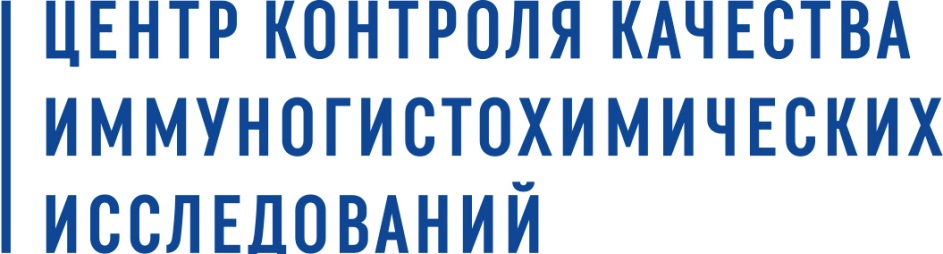 ЦЕНТР КОНТРОЛЯ КАЧЕСТВА
ИММУНОГИСТОХИМИЧЕСКИХ
ИССЛЕДОВАНИЙ